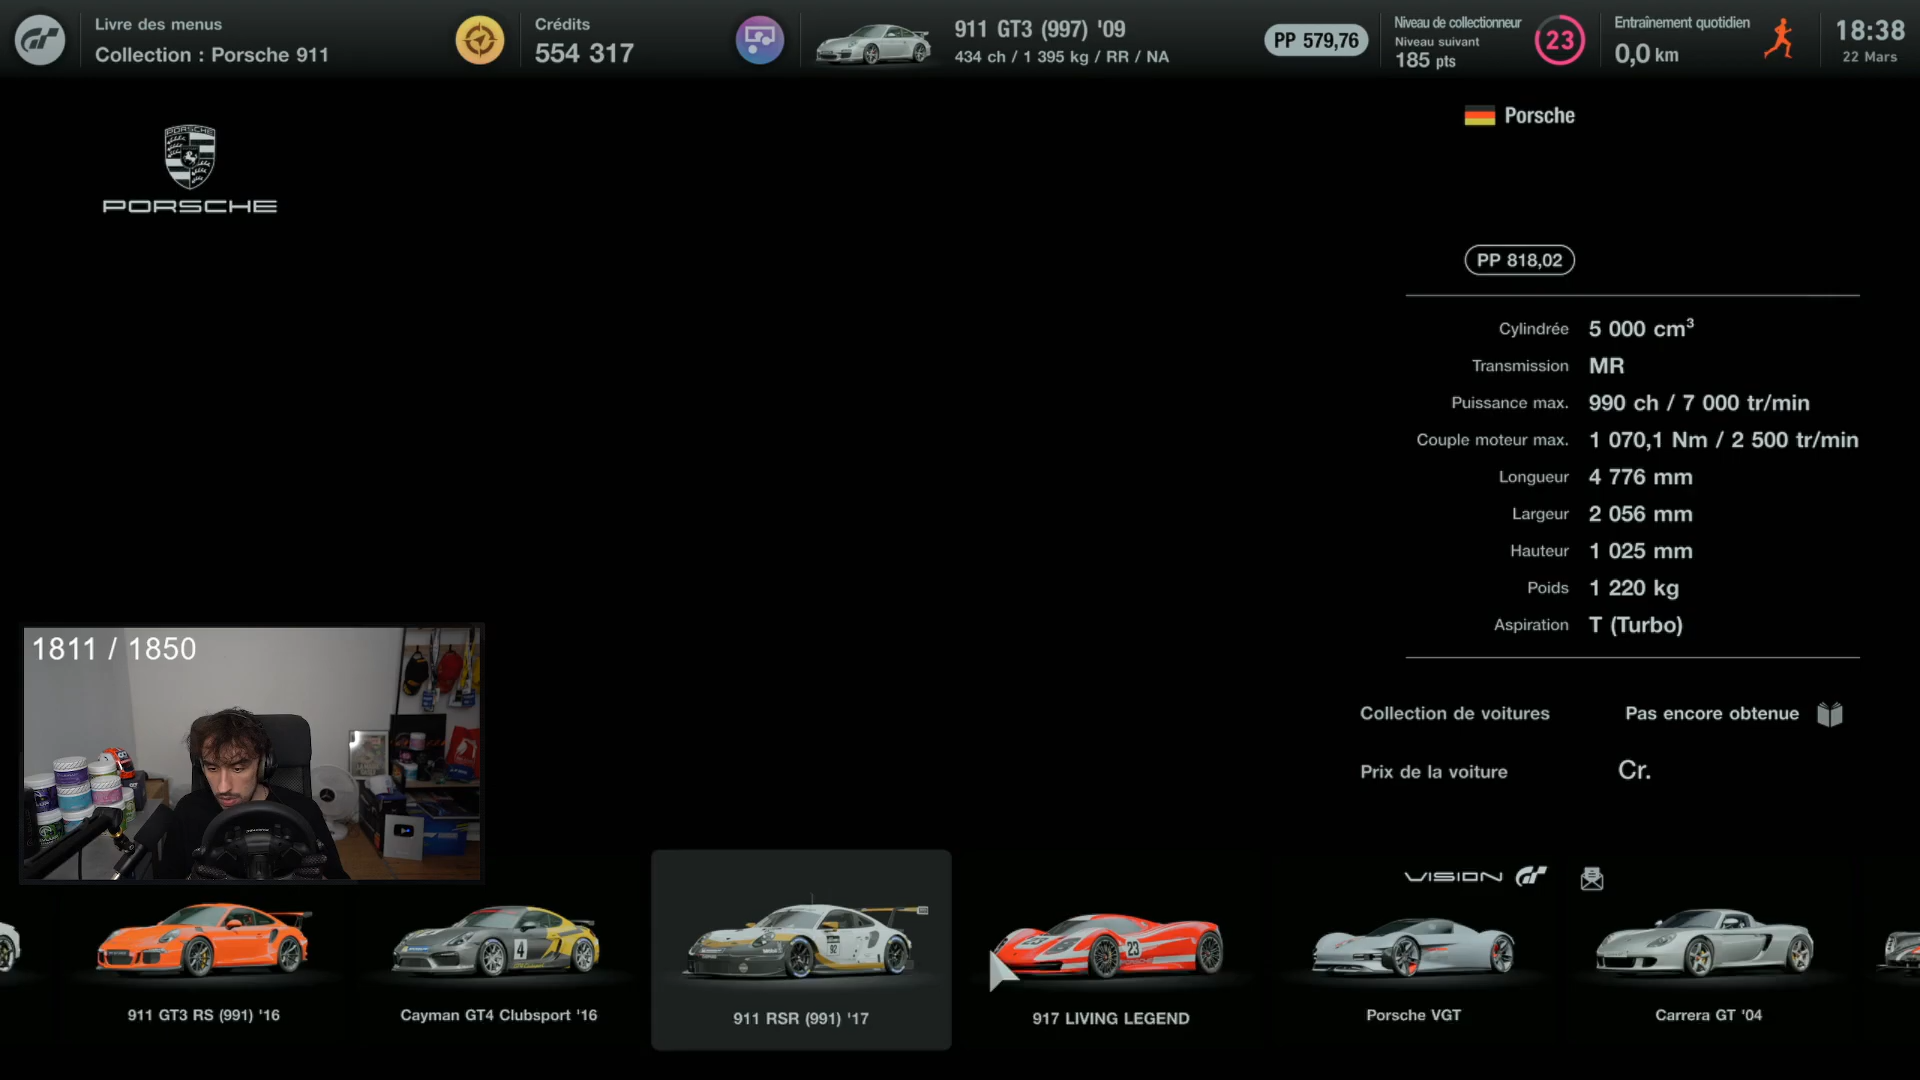 Livre des menus
Collection : Porsche 911
Crédits
554 317
911 GT3 (997) '09
434 ch / 1 395 kg / RR / NA
PP 579,76
Niveau de collectionneur
Niveau suivant
185 pts
23
Entraînement quotidien
0,0 km
18:38
22 Mars
PORSCHE
PORSCHE
Porsche
PP 818,02
Cylindrée 5 000 cm³
Transmission MR
Puissance max. 990 ch / 7 000 tr/min
Couple moteur max. 1 070,1 Nm / 2 500 tr/min
Longueur 4 776 mm
Largeur 2 056 mm
Hauteur 1 025 mm
Poids 1 220 kg
Aspiration T (Turbo)
1811 / 1850
Collection de voitures Pas encore obtenue
Prix de la voiture Cr.
VISION GT
4
92
23
23
911 GT3 RS (991) '16
Cayman GT4 Clubsport '16
911 RSR (991) '17
917 LIVING LEGEND
Porsche VGT
Carrera GT '04